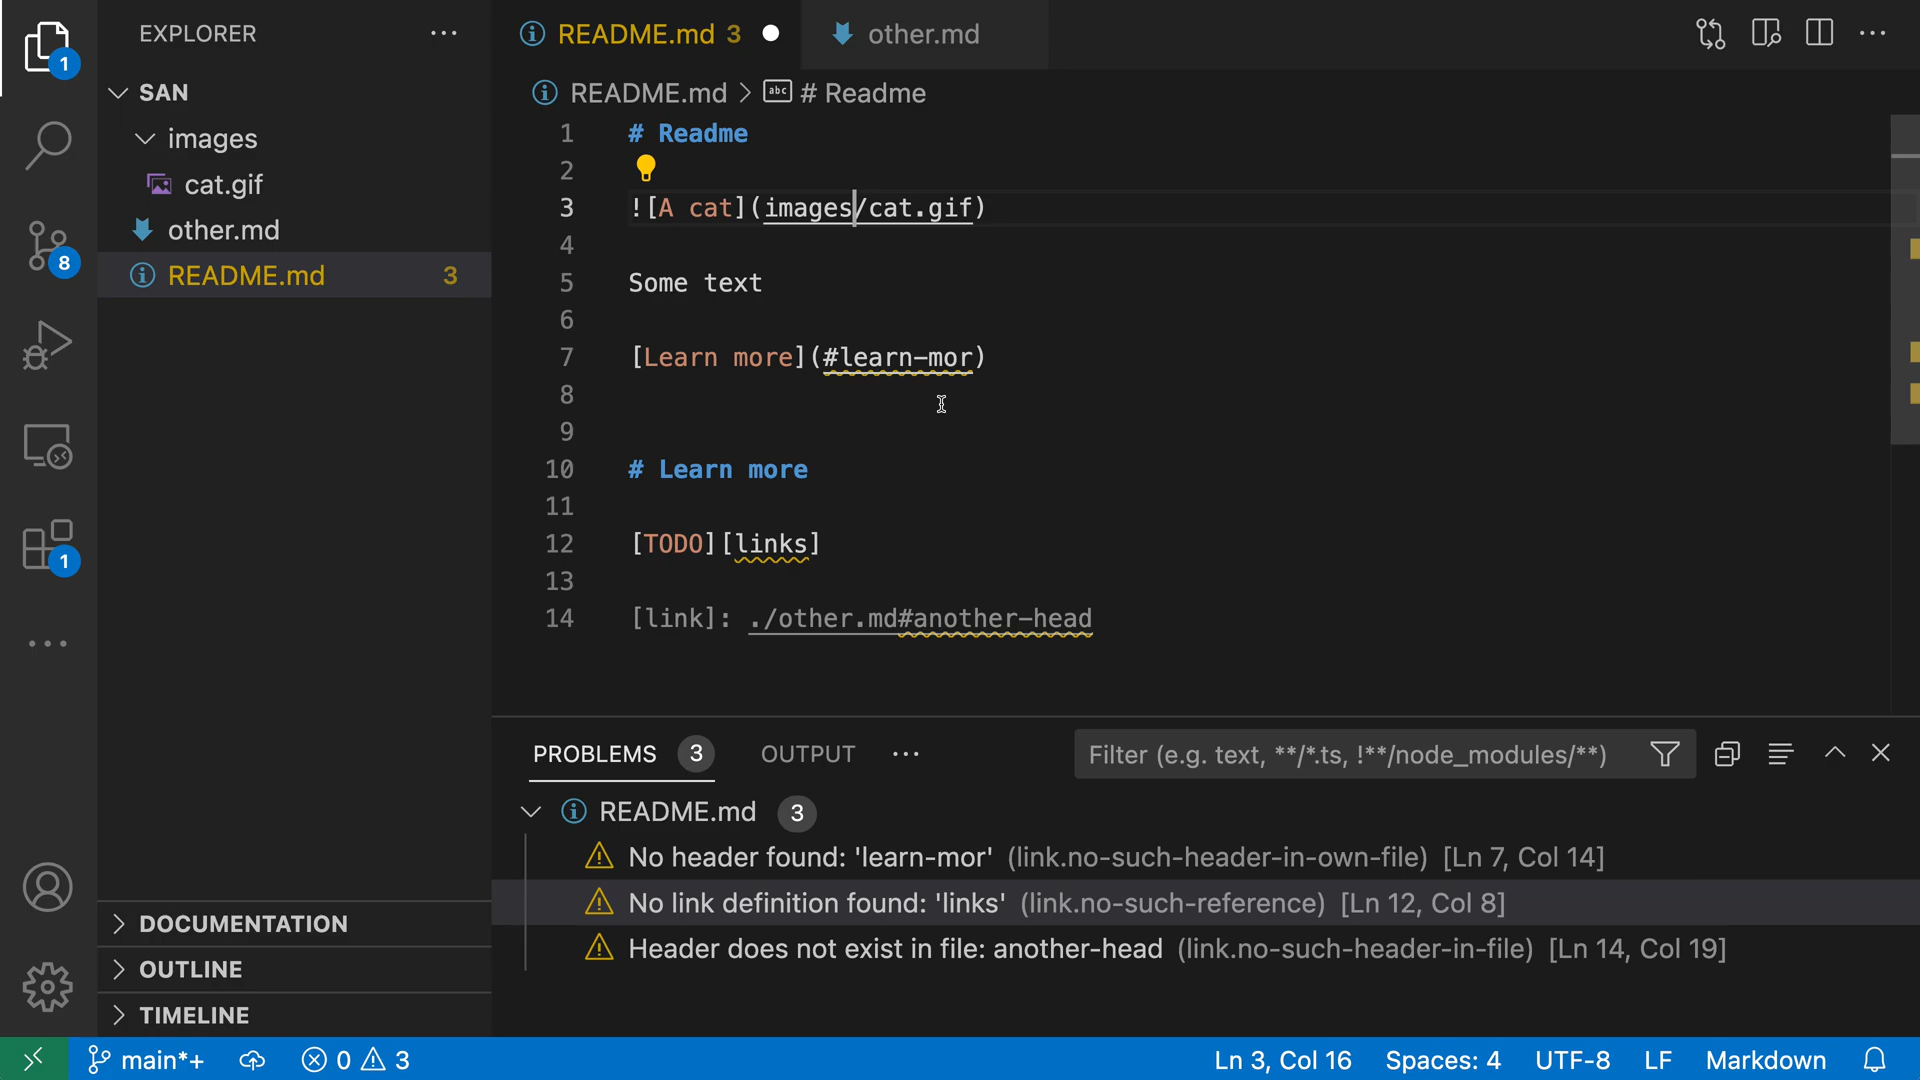 EXPLORER
1
SAN
images
cat.gif
other.md
README.md 3
8
1
DOCUMENTATION
OUTLINE
TIMELINE
README.md 3
other.md
README.md > abc # Readme
1 # Readme
2
3 ![A cat](images/cat.gif)
4
5 Some text
6
7 [Learn more](#learn-mor)
8
9
10 # Learn more
11
12 [TODO][links]
13
14 [link]: ./other.md#another-head
PROBLEMS 3 OUTPUT
Filter (e.g. text, **/*.ts, !**/node_modules/**)
README.md 3
No header found: 'learn-mor' (link.no-such-header-in-own-file) [Ln 7, Col 14]
No link definition found: 'links' (link.no-such-reference) [Ln 12, Col 8]
Header does not exist in file: another-head (link.no-such-header-in-file) [Ln 14, Col 19]
main*+ 0 3 Ln 3, Col 16 Spaces: 4 UTF-8 LF Markdown